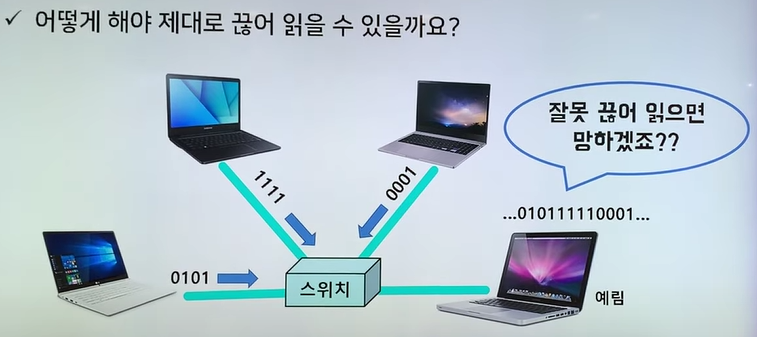 ✓ 어떻게 해야 제대로 끊어 읽을 수 있을까요?
잘못 끊어 읽으면
망하겠죠??
1111
0001
...010111110001...
0101
스위치
예림